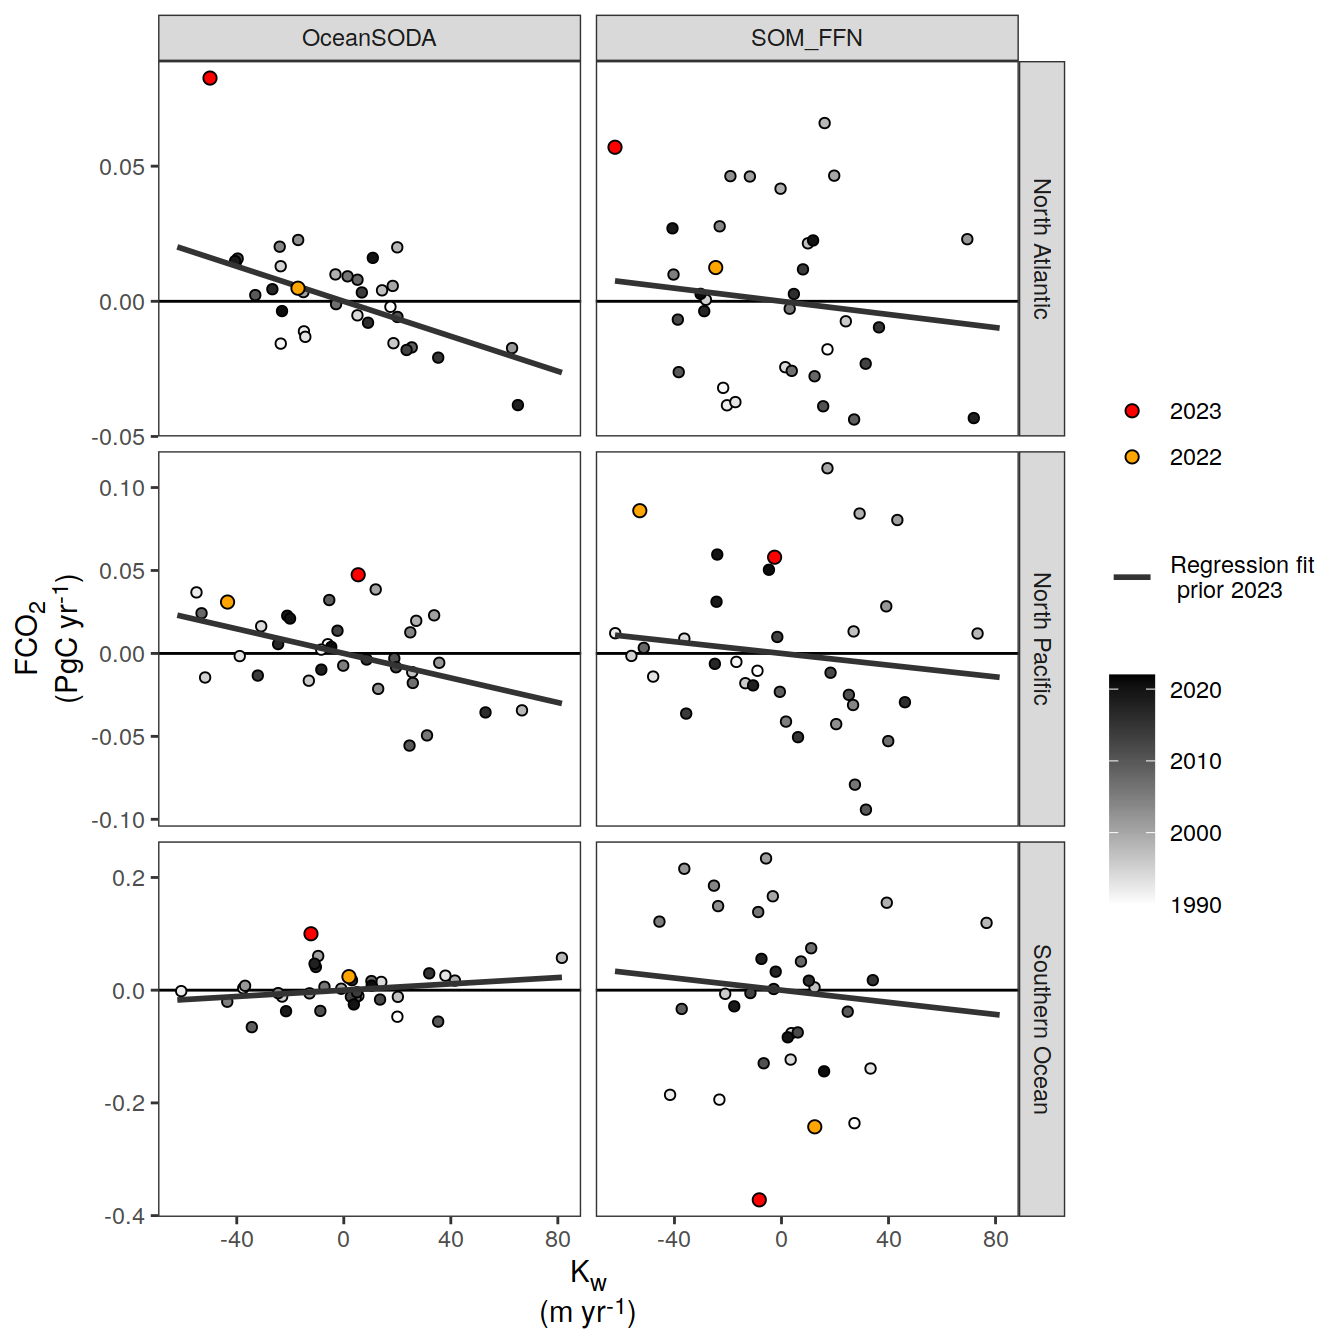 OceanSODA
SOM_FFN
0.05
0.00
-0.05
North Atlantic
0.10
0.05
0.00
-0.05
-0.10
North Pacific
0.2
0.0
-0.2
-0.4
Southern Ocean
-40 0 40 80
-40 0 40 80
FCO2
(PgC yr-1)
Kw
(m yr-1)
2023
2022
Regression fit
prior 2023
2020
2010
2000
1990